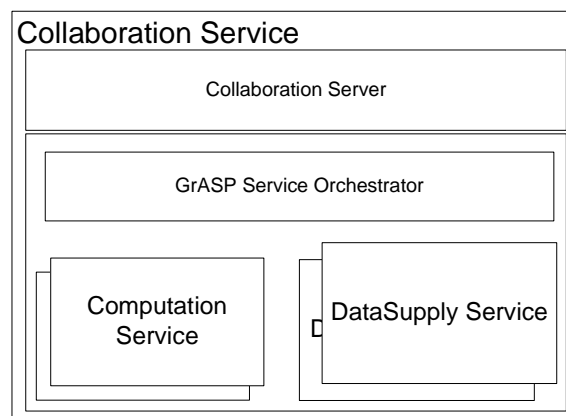 Collaboration Service
Collaboration Server
GrASP Service Orchestrator
Computation
Service
DataSupply Service